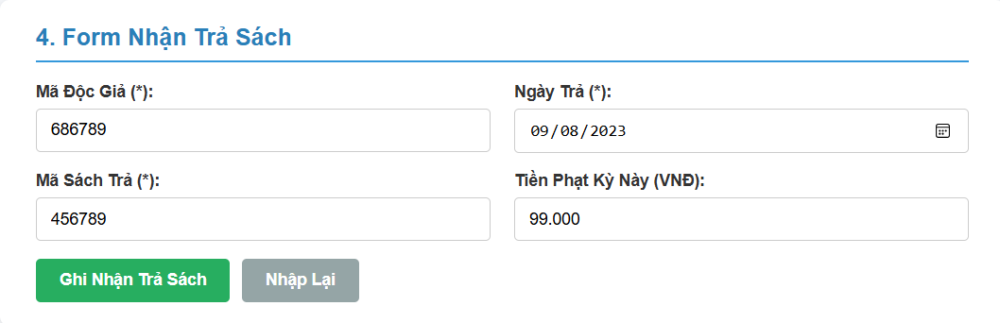 4. Form Nhận Trả Sách
Mã Độc Giả (*):
Ngày Trả (*):
686789
09/08/2023
Mã Sách Trả (*):
Tiền Phạt Kỳ Này (VNĐ):
456789
99.000
Ghi Nhận Trả Sách
Nhập Lại